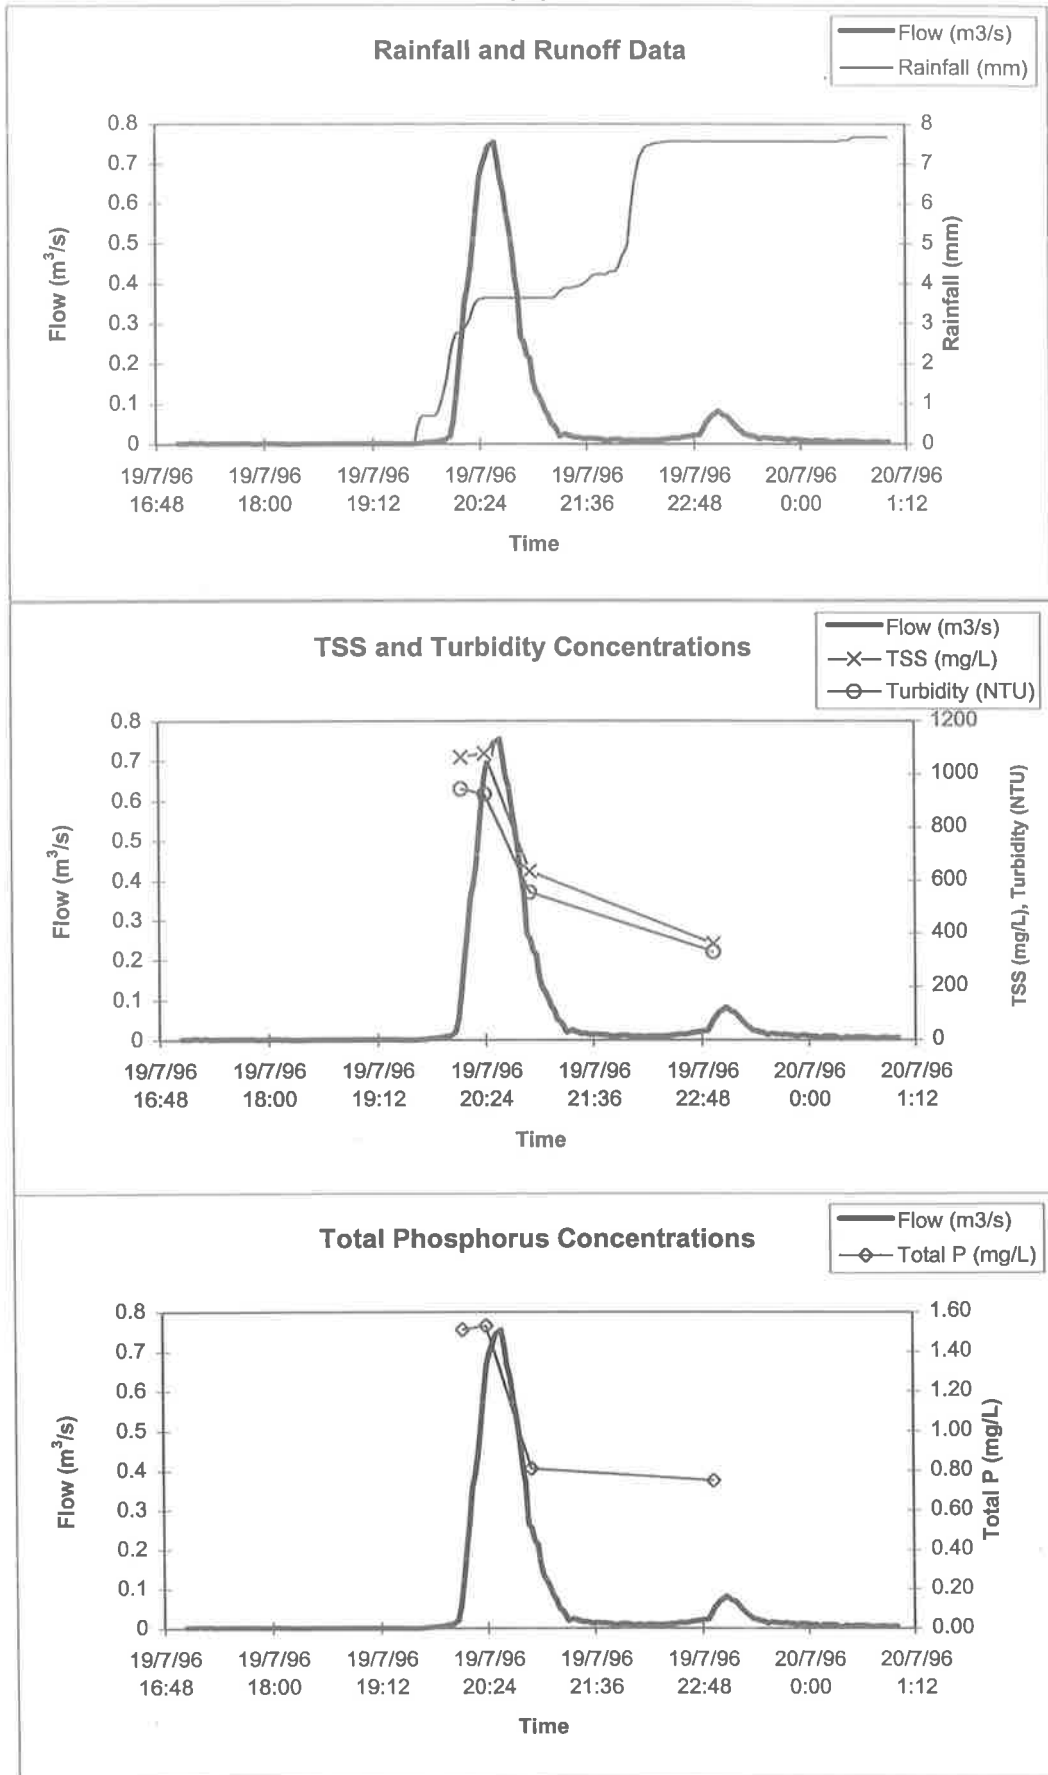 Rainfall and Runoff Data
Flow (m3/s)
Rainfall (mm)
0.8
0.7
0.6
0.5
0.4
0.3
0.2
0.1
0
Flow (m³/s)
8
7
6
5
4
3
2
1
0
Rainfall (mm)
19/7/96 19/7/96 19/7/96 19/7/96 19/7/96 19/7/96 20/7/96 20/7/96
16:48 18:00 19:12 20:24 21:36 22:48 0:00 1:12
Time
TSS and Turbidity Concentrations
Flow (m3/s)
TSS (mg/L)
Turbidity (NTU)
0.8
0.7
0.6
0.5
0.4
0.3
0.2
0.1
0
Flow (m³/s)
1200
1000
800
600
400
200
0
TSS (mg/L), Turbidity (NTU)
19/7/96 19/7/96 19/7/96 19/7/96 19/7/96 19/7/96 20/7/96 20/7/96
16:48 18:00 19:12 20:24 21:36 22:48 0:00 1:12
Time
Total Phosphorus Concentrations
Flow (m3/s)
Total P (mg/L)
0.8
0.7
0.6
0.5
0.4
0.3
0.2
0.1
0
Flow (m³/s)
1.60
1.40
1.20
1.00
0.80
0.60
0.40
0.20
0.00
Total P (mg/L)
19/7/96 19/7/96 19/7/96 19/7/96 19/7/96 19/7/96 20/7/96 20/7/96
16:48 18:00 19:12 20:24 21:36 22:48 0:00 1:12
Time